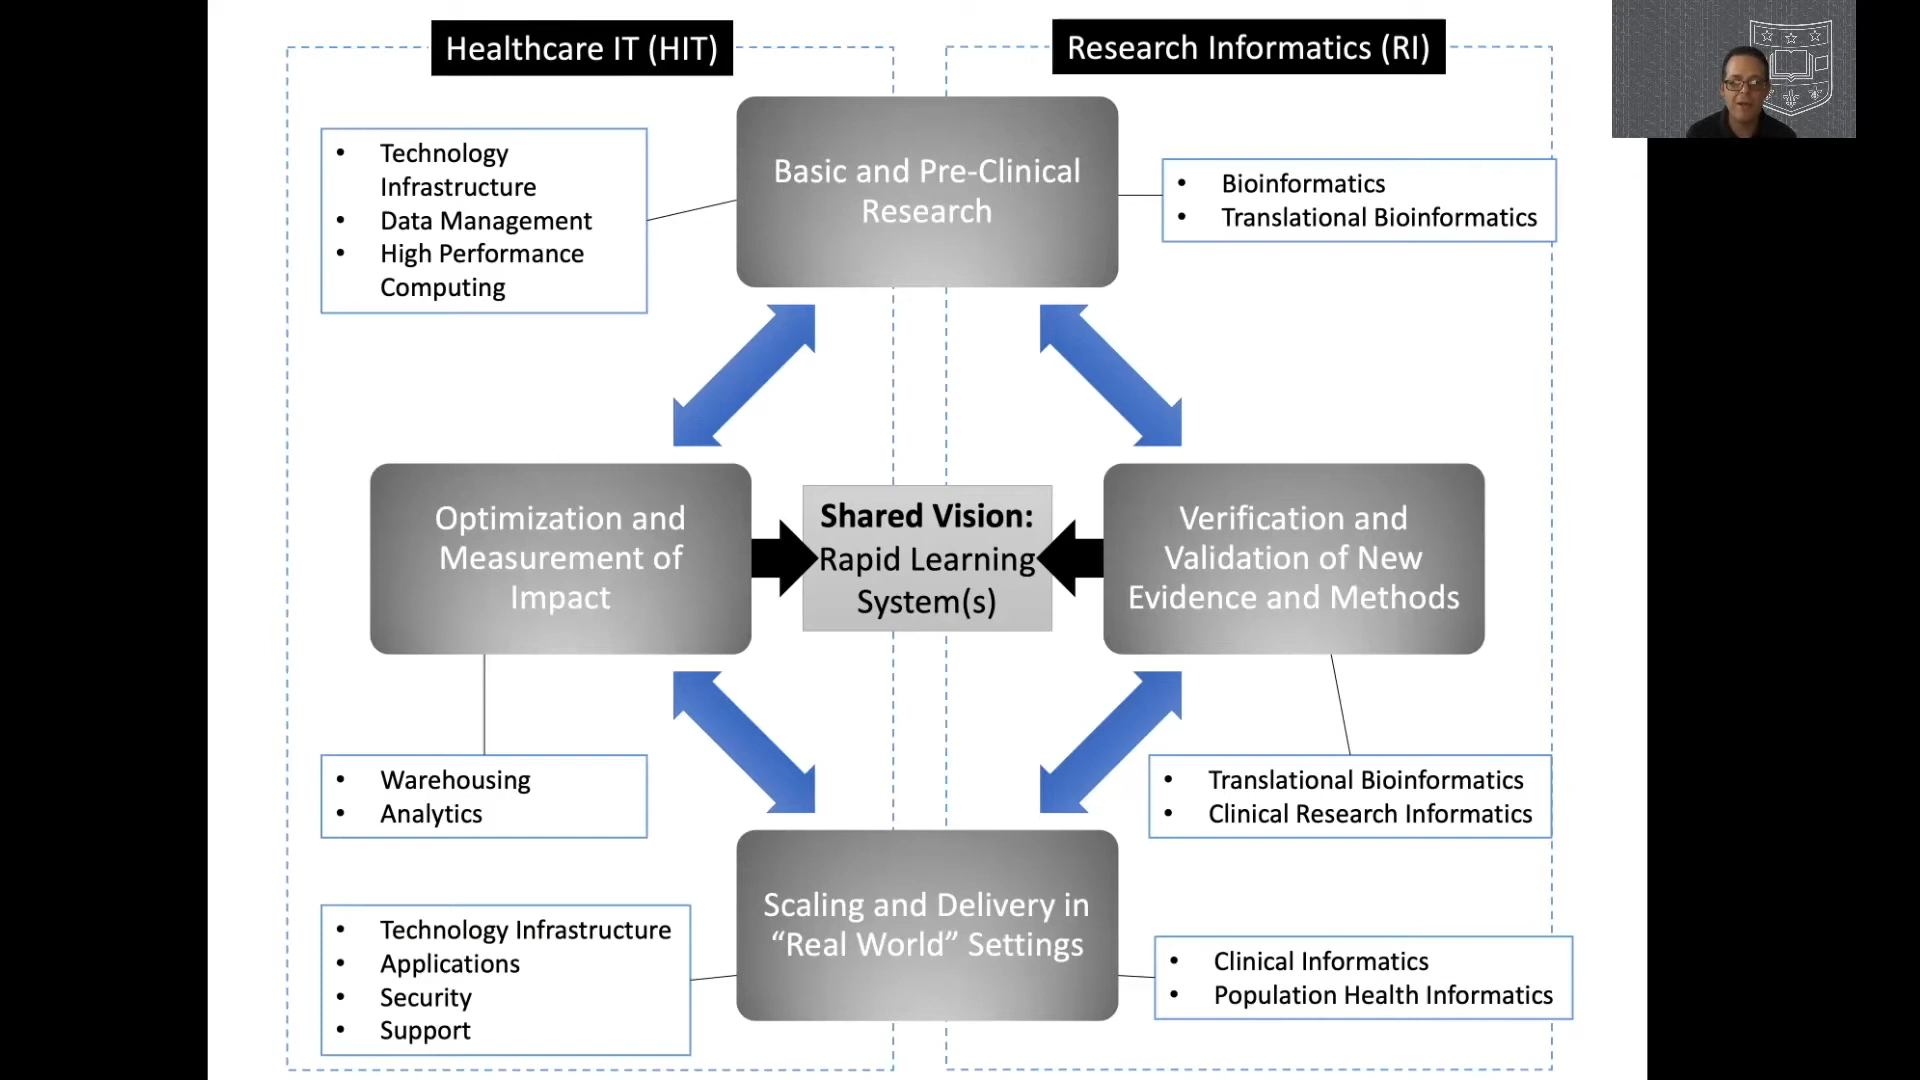 Healthcare IT (HIT)
Research Informatics (RI)
Basic and Pre-Clinical
Research
• Technology
Infrastructure
• Data Management
• High Performance
Computing
• Bioinformatics
• Translational Bioinformatics
Optimization and
Measurement of
Impact
Shared Vision:
Rapid Learning
System(s)
Verification and
Validation of New
Evidence and Methods
• Warehousing
• Analytics
• Translational Bioinformatics
• Clinical Research Informatics
Scaling and Delivery in
“Real World” Settings
• Technology Infrastructure
• Applications
• Security
• Support
• Clinical Informatics
• Population Health Informatics